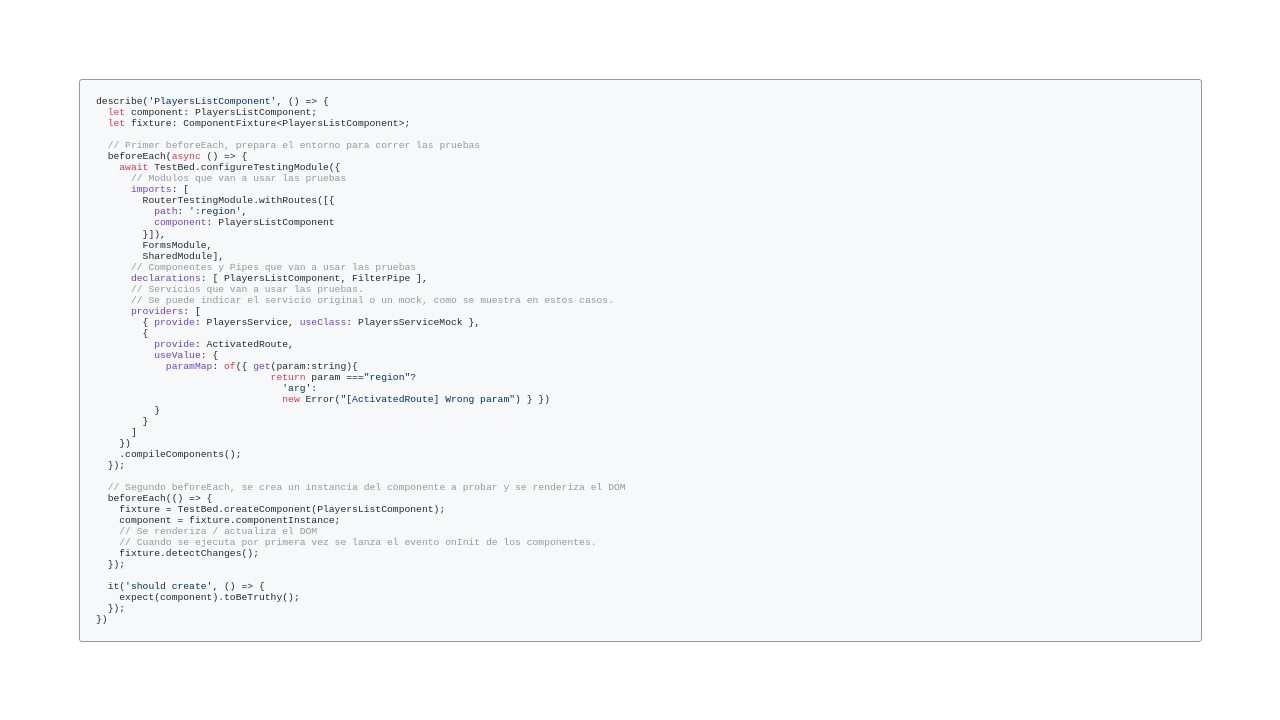 describe('PlayersListComponent', () => {
  let component: PlayersListComponent;
  let fixture: ComponentFixture<PlayersListComponent>;

  // Primer beforeEach, prepara el entorno para correr las pruebas
  beforeEach(async () => {
    await TestBed.configureTestingModule({
      // Modulos que van a usar las pruebas
      imports: [
        RouterTestingModule.withRoutes([{
          path: ':region',
          component: PlayersListComponent
        }]),
        FormsModule,
        SharedModule],
      // Componentes y Pipes que van a usar las pruebas
      declarations: [ PlayersListComponent, FilterPipe ],
      // Servicios que van a usar las pruebas.
      // Se puede indicar el servicio original o un mock, como se muestra en estos casos.
      providers: [
        { provide: PlayersService, useClass: PlayersServiceMock },
        {
          provide: ActivatedRoute,
          useValue: {
            paramMap: of({ get(param:string){
                              return param ==="region"?
                                'arg':
                                new Error("[ActivatedRoute] Wrong param") } })
          }
        }
      ]
    })
    .compileComponents();
  });

  // Segundo beforeEach, se crea un instancia del componente a probar y se renderiza el DOM
  beforeEach(() => {
    fixture = TestBed.createComponent(PlayersListComponent);
    component = fixture.componentInstance;
    // Se renderiza / actualiza el DOM
    // Cuando se ejecuta por primera vez se lanza el evento onInit de los componentes.
    fixture.detectChanges();
  });

  it('should create', () => {
    expect(component).toBeTruthy();
  });
})